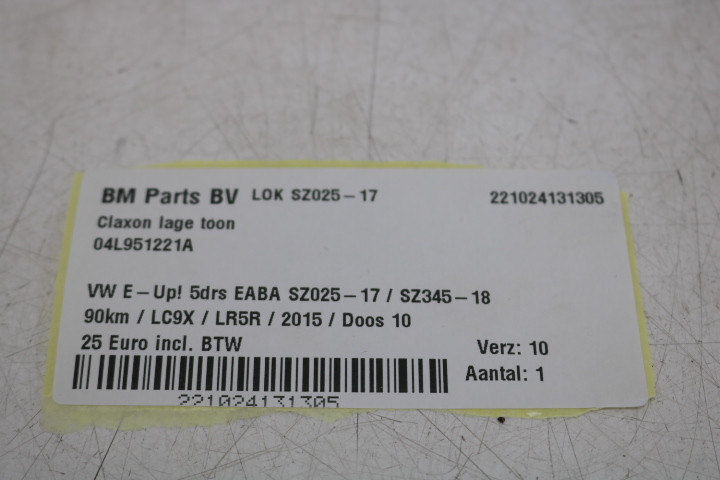 BM Parts BV LOK SZ025-17 221024131305
Claxon lage toon
04L951221A
VW E-Up! 5drs EABA SZ025-17 / SZ345-18
90km / LC9X / LR5R / 2015 / Doos 10
25 Euro incl. BTW Verz: 10
Aantal: 1
221024131305